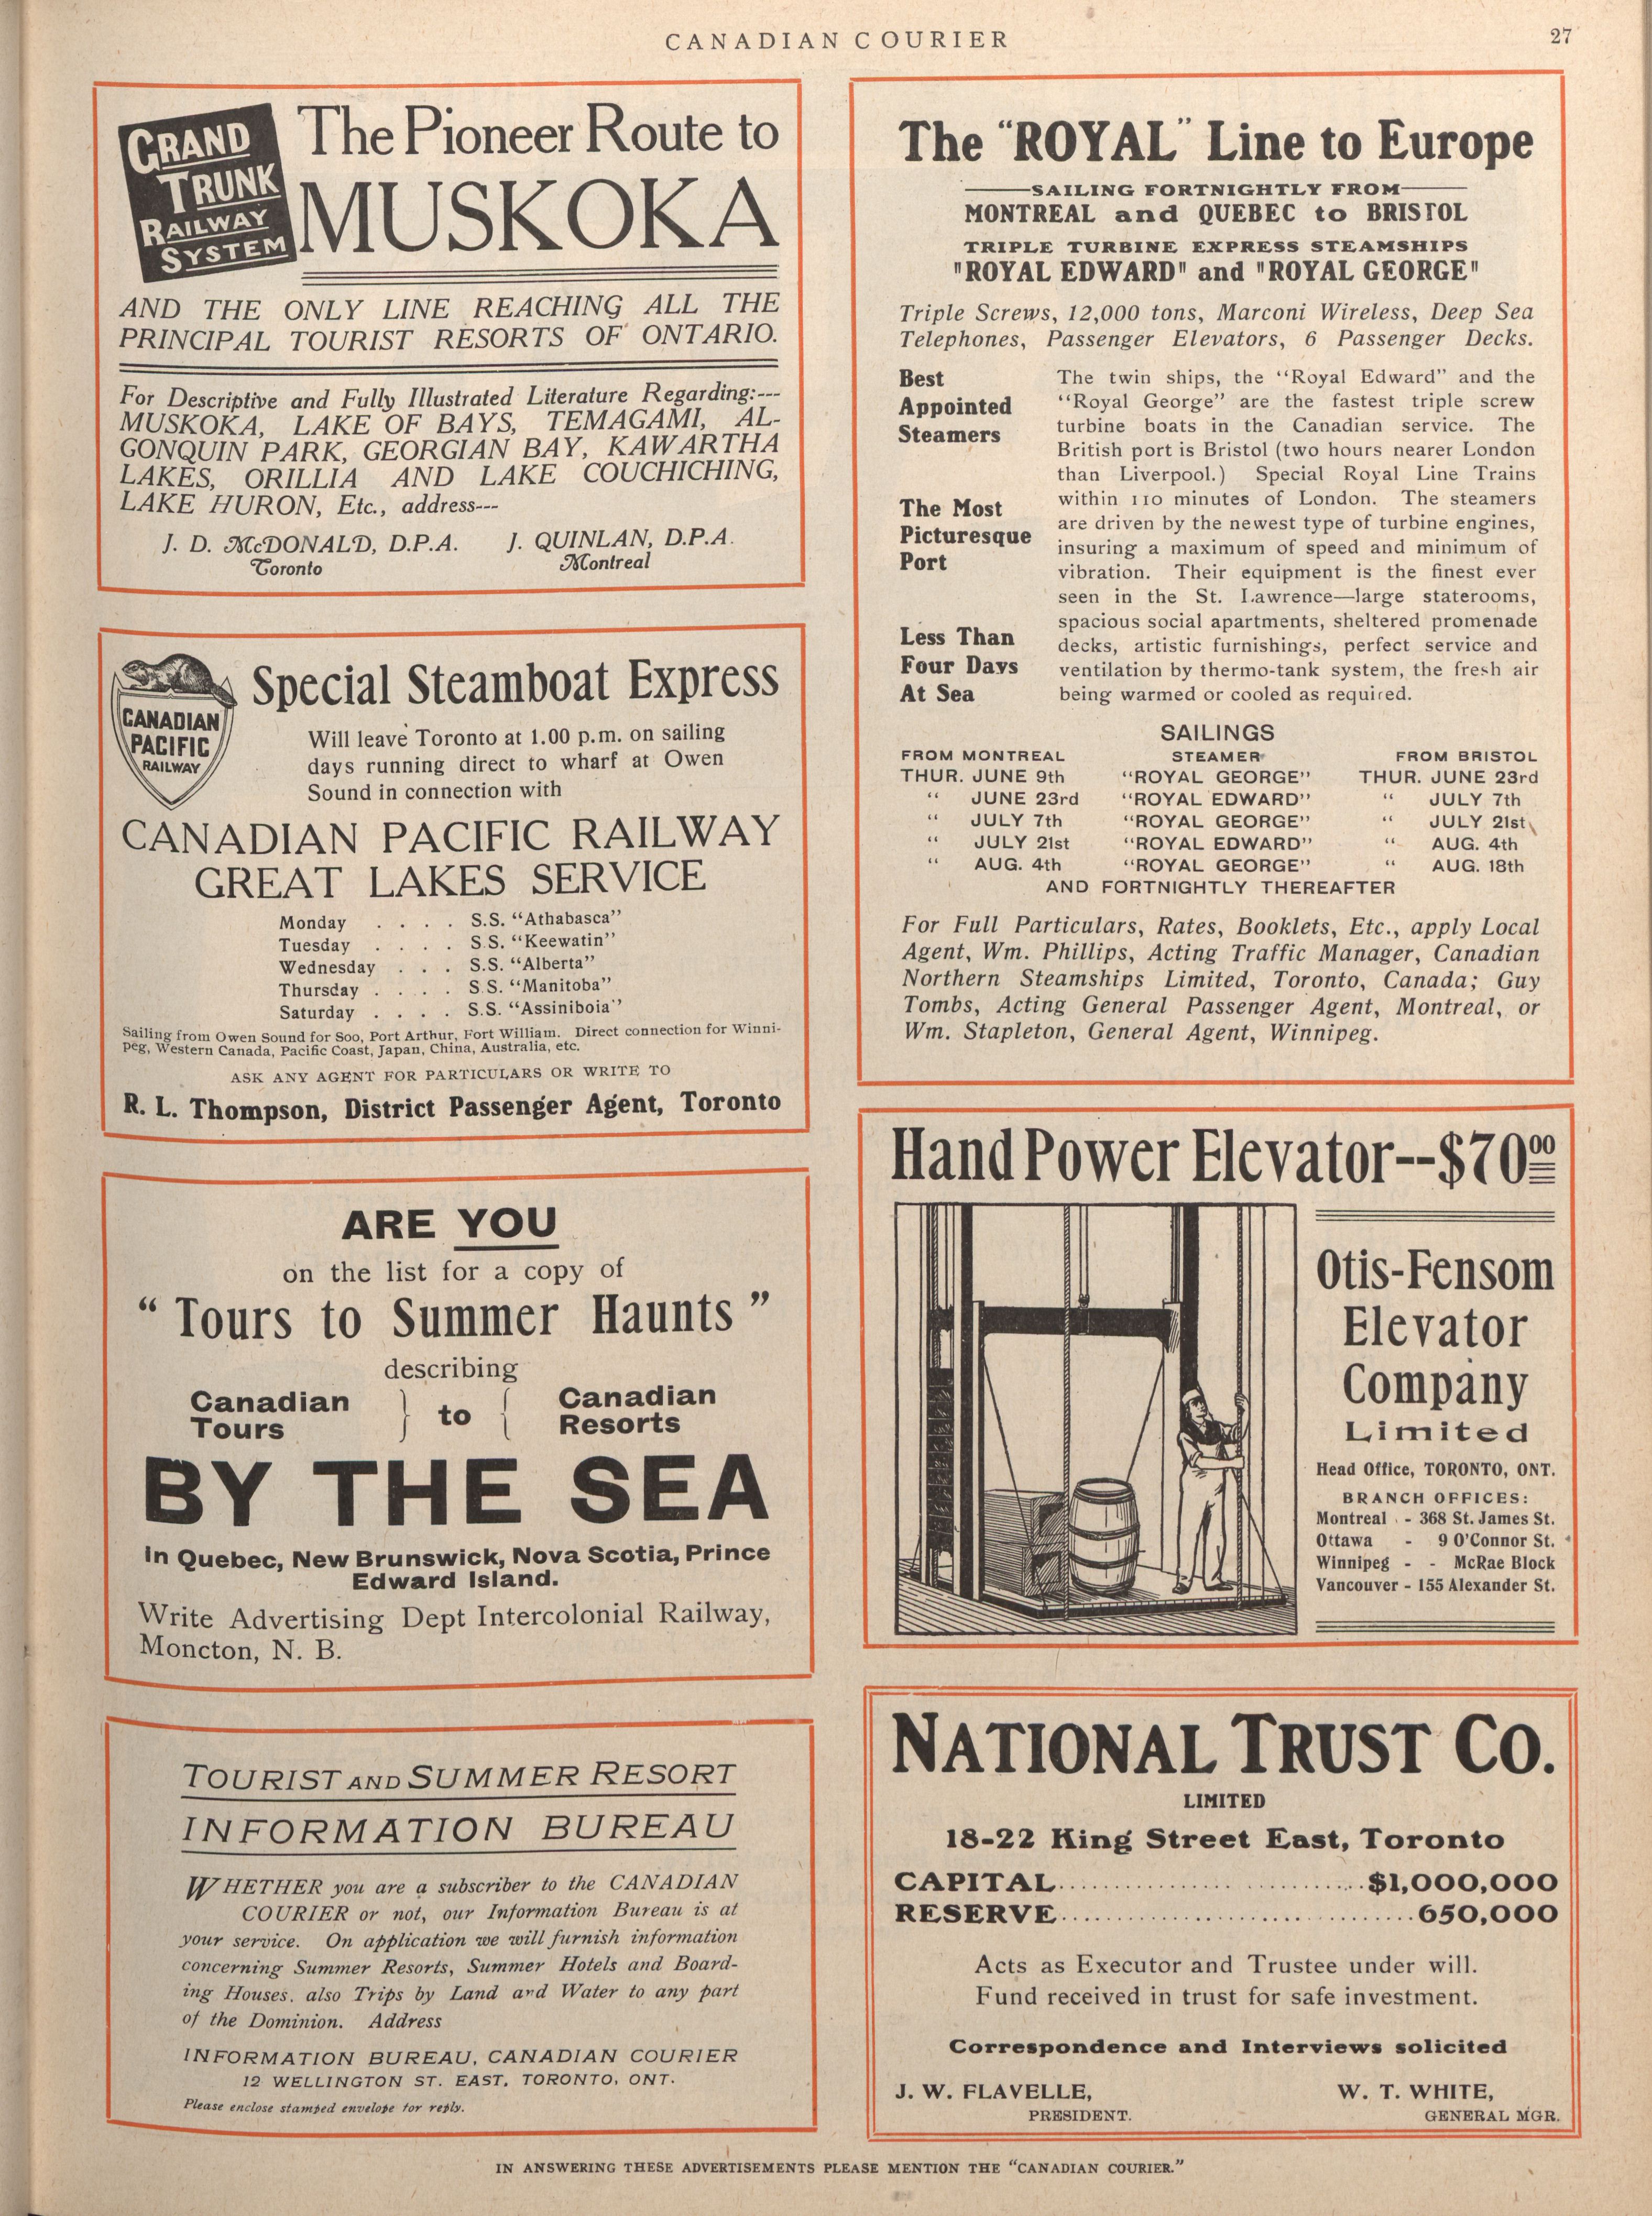 CANADIAN COURIER
27
GRAND
TRUNK
RAILWAY
SYSTEM
The Pioneer Route to
MUSKOKA
AND THE ONLY LINE REACHING ALL THE
PRINCIPAL TOURIST RESORTS OF ONTARIO.
For Descriptive and Fully Illustrated Literature Regarding:---
MUSKOKA, LAKE OF BAYS, TEMAGAMI, AL-
GONQUIN PARK, GEORGIAN BAY, KAWARTHA
LAKES, ORILLIA AND LAKE COUCHICHING,
LAKE HURON, Etc., address---
J. D. McDONALD, D.P.A. J. QUINLAN, D.P.A.
Toronto Montreal
CANADIAN
PACIFIC
RAILWAY
Special Steamboat Express
Will leave Toronto at 1.00 p.m. on sailing
days running direct to wharf at Owen
Sound in connection with
CANADIAN PACIFIC RAILWAY
GREAT LAKES SERVICE
Monday . . . . S.S. "Athabasca"
Tuesday . . . . S.S. "Keewatin"
Wednesday . . . S.S. "Alberta"
Thursday . . . . S.S. "Manitoba"
Saturday . . . . S.S. "Assiniboia"
Sailing from Owen Sound for Soo, Port Arthur, Fort William. Direct connection for Winni-
peg, Western Canada, Pacific Coast, Japan, China, Australia, etc.
ASK ANY AGENT FOR PARTICULARS OR WRITE TO
R. L. Thompson, District Passenger Agent, Toronto
ARE YOU
on the list for a copy of
"Tours to Summer Haunts"
describing
Canadian Tours } to { Canadian Resorts
BY THE SEA
in Quebec, New Brunswick, Nova Scotia, Prince
Edward Island.
Write Advertising Dept Intercolonial Railway,
Moncton, N. B.
TOURIST AND SUMMER RESORT
INFORMATION BUREAU
WHETHER you are a subscriber to the CANADIAN
COURIER or not, our Information Bureau is at
your service. On application we will furnish information
concerning Summer Resorts, Summer Hotels and Board-
ing Houses, also Trips by Land and Water to any part
of the Dominion. Address
INFORMATION BUREAU, CANADIAN COURIER
12 WELLINGTON ST. EAST, TORONTO, ONT.
Please enclose stamped envelope for reply.
The "ROYAL" Line to Europe
SAILING FORTNIGHTLY FROM
MONTREAL and QUEBEC to BRISTOL
TRIPLE TURBINE EXPRESS STEAMSHIPS
"ROYAL EDWARD" and "ROYAL GEORGE"
Triple Screws, 12,000 tons, Marconi Wireless, Deep Sea
Telephones, Passenger Elevators, 6 Passenger Decks.
Best
Appointed
Steamers
The Most
Picturesque
Port
Less Than
Four Days
At Sea
The twin ships, the "Royal Edward" and the
"Royal George" are the fastest triple screw
turbine boats in the Canadian service. The
British port is Bristol (two hours nearer London
than Liverpool.) Special Royal Line Trains
within 110 minutes of London. The steamers
are driven by the newest type of turbine engines,
insuring a maximum of speed and minimum of
vibration. Their equipment is the finest ever
seen in the St. Lawrence—large staterooms,
spacious social apartments, sheltered promenade
decks, artistic furnishings, perfect service and
ventilation by thermo-tank system, the fresh air
being warmed or cooled as required.
SAILINGS
FROM MONTREAL STEAMER FROM BRISTOL
THUR. JUNE 9th "ROYAL GEORGE" THUR. JUNE 23rd
" JUNE 23rd "ROYAL EDWARD" " JULY 7th
" JULY 7th "ROYAL GEORGE" " JULY 21st
" JULY 21st "ROYAL EDWARD" " AUG. 4th
" AUG. 4th "ROYAL GEORGE" " AUG. 18th
AND FORTNIGHTLY THEREAFTER
For Full Particulars, Rates, Booklets, Etc., apply Local
Agent, Wm. Phillips, Acting Traffic Manager, Canadian
Northern Steamships Limited, Toronto, Canada; Guy
Tombs, Acting General Passenger Agent, Montreal, or
Wm. Stapleton, General Agent, Winnipeg.
Hand Power Elevator--$70 00
Otis-Fensom
Elevator
Company
Limited
Head Office, TORONTO, ONT.
BRANCH OFFICES:
Montreal - 368 St. James St.
Ottawa - 9 O'Connor St.
Winnipeg - - McRae Block
Vancouver - 155 Alexander St.
NATIONAL TRUST CO.
LIMITED
18-22 King Street East, Toronto
CAPITAL..............................$1,000,000
RESERVE..............................650,000
Acts as Executor and Trustee under will.
Fund received in trust for safe investment.
Correspondence and Interviews solicited
J. W. FLAVELLE, W. T. WHITE,
PRESIDENT. GENERAL MGR.
IN ANSWERING THESE ADVERTISEMENTS PLEASE MENTION THE "CANADIAN COURIER."